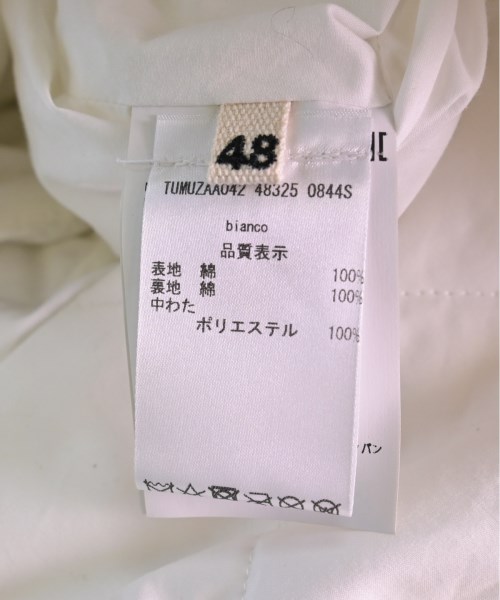 48
TUMUZAA042 48325 0844S
bianco
品質表示
表地 綿 100%
裏地 綿 100%
中わた
ポリエステル 100%
パン